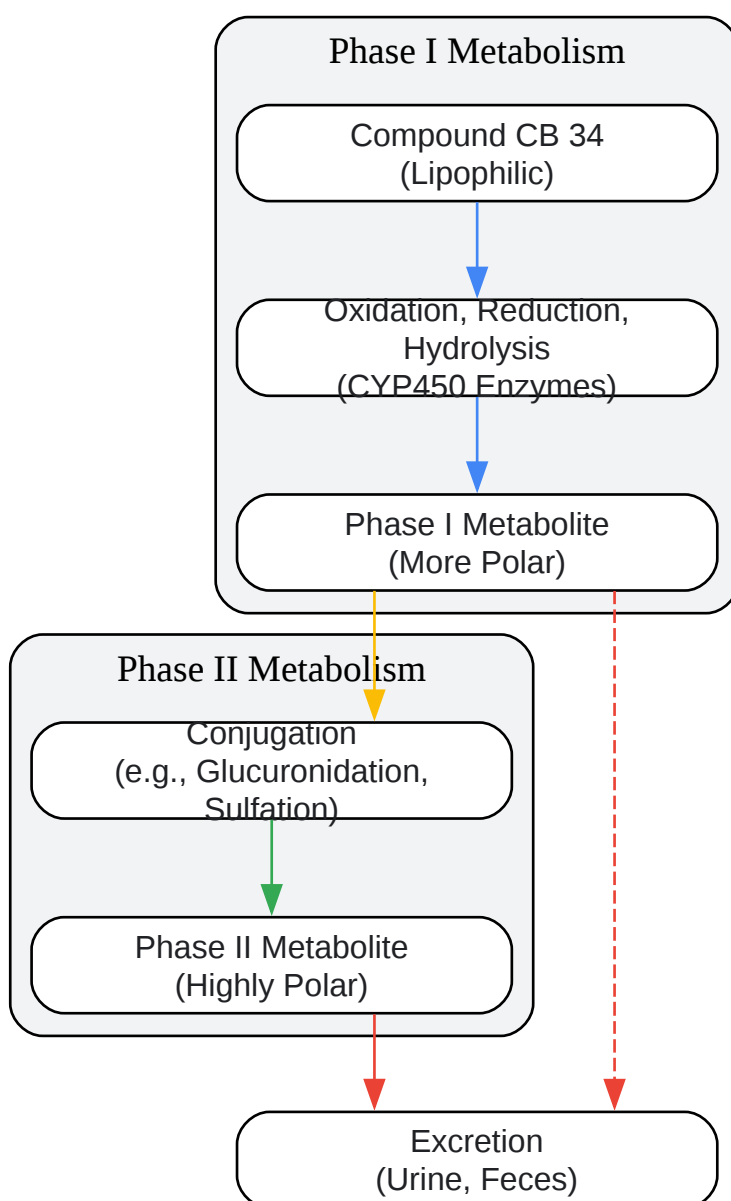 Phase I Metabolism
Compound CB 34
(Lipophilic)
Oxidation, Reduction,
Hydrolysis
(CYP450 Enzymes)
Phase I Metabolite
(More Polar)
Phase II Metabolism
Conjugation
(e.g., Glucuronidation,
Sulfation)
Phase II Metabolite
(Highly Polar)
Excretion
(Urine, Feces)